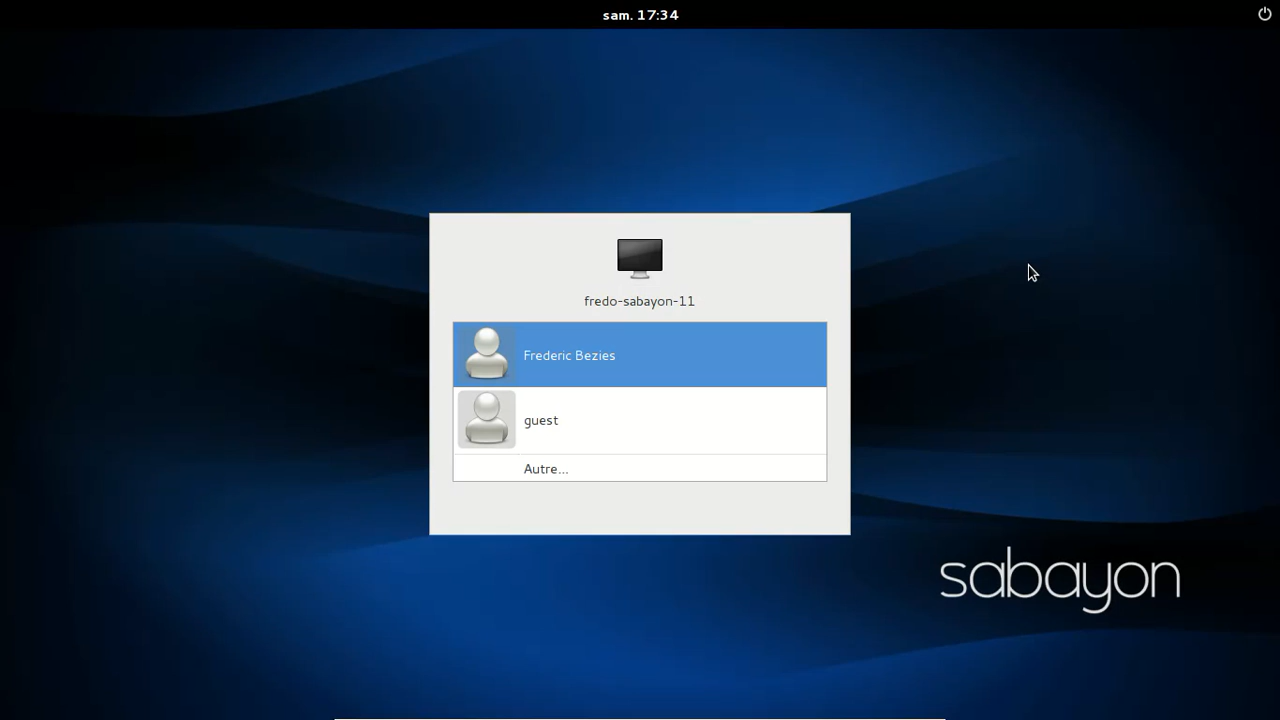 sam. 17:34
fredo-sabayon-11
Frederic Bezies
guest
Autre...
sabayon